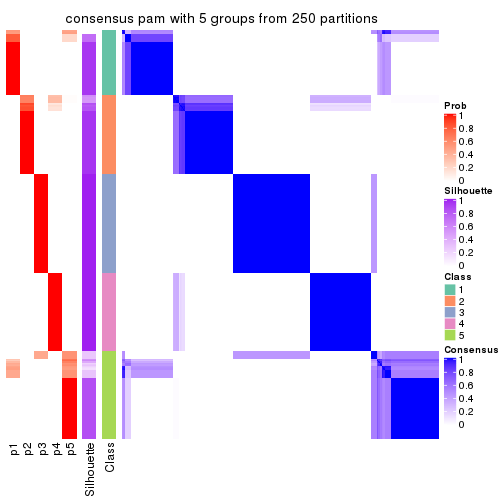 consensus pam with 5 groups from 250 partitions
Prob
1
0.8
0.6
0.4
0.2
0
Silhouette
1
0.8
0.6
0.4
0.2
0
Class
1
2
3
4
5
Consensus
1
0.8
0.6
0.4
0.2
0
p1
p2
p3
p4
p5
Silhouette
Class